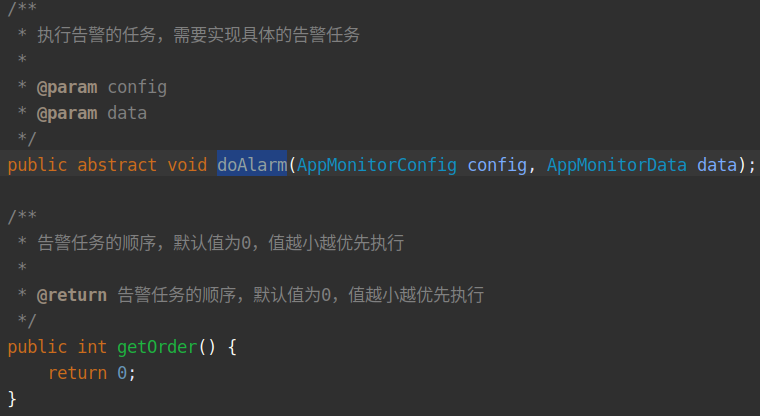 /**
 * 执行告警的任务，需要实现具体的告警任务
 *
 * @param config
 * @param data
 */
public abstract void doAlarm(AppMonitorConfig config, AppMonitorData data);
/**
 * 告警任务的顺序，默认值为0，值越小越优先执行
 *
 * @return 告警任务的顺序，默认值为0，值越小越优先执行
 */
public int getOrder() {
    return 0;
}